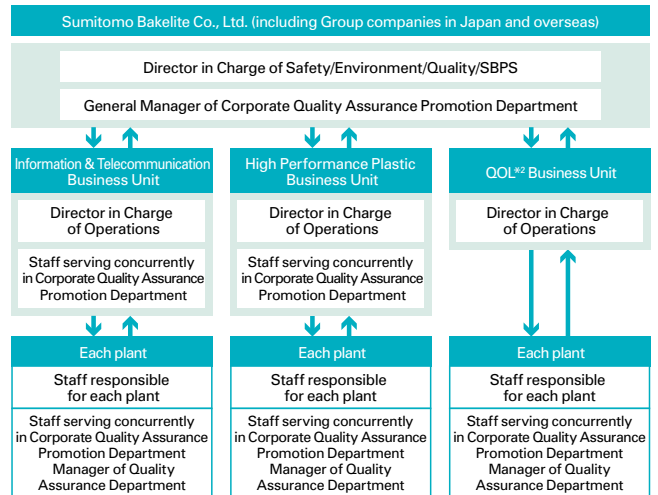 Sumitomo Bakelite Co., Ltd. (including Group companies in Japan and overseas)
Director in Charge of Safety/Environment/Quality/SBPS
General Manager of Corporate Quality Assurance Promotion Department
Information & Telecommunication
Business Unit
Director in Charge
of Operations
Staff serving concurrently
in Corporate Quality Assurance
Promotion Department
High Performance Plastic
Business Unit
Director in Charge
of Operations
Staff serving concurrently
in Corporate Quality Assurance
Promotion Department
QOL*2 Business Unit
Director in Charge
of Operations
Each plant
Staff responsible
for each plant
Staff serving concurrently
in Corporate Quality Assurance
Promotion Department
Manager of Quality
Assurance Department
Each plant
Staff responsible
for each plant
Staff serving concurrently
in Corporate Quality Assurance
Promotion Department
Manager of Quality
Assurance Department
Each plant
Staff responsible
for each plant
Staff serving concurrently
in Corporate Quality Assurance
Promotion Department
Manager of Quality
Assurance Department